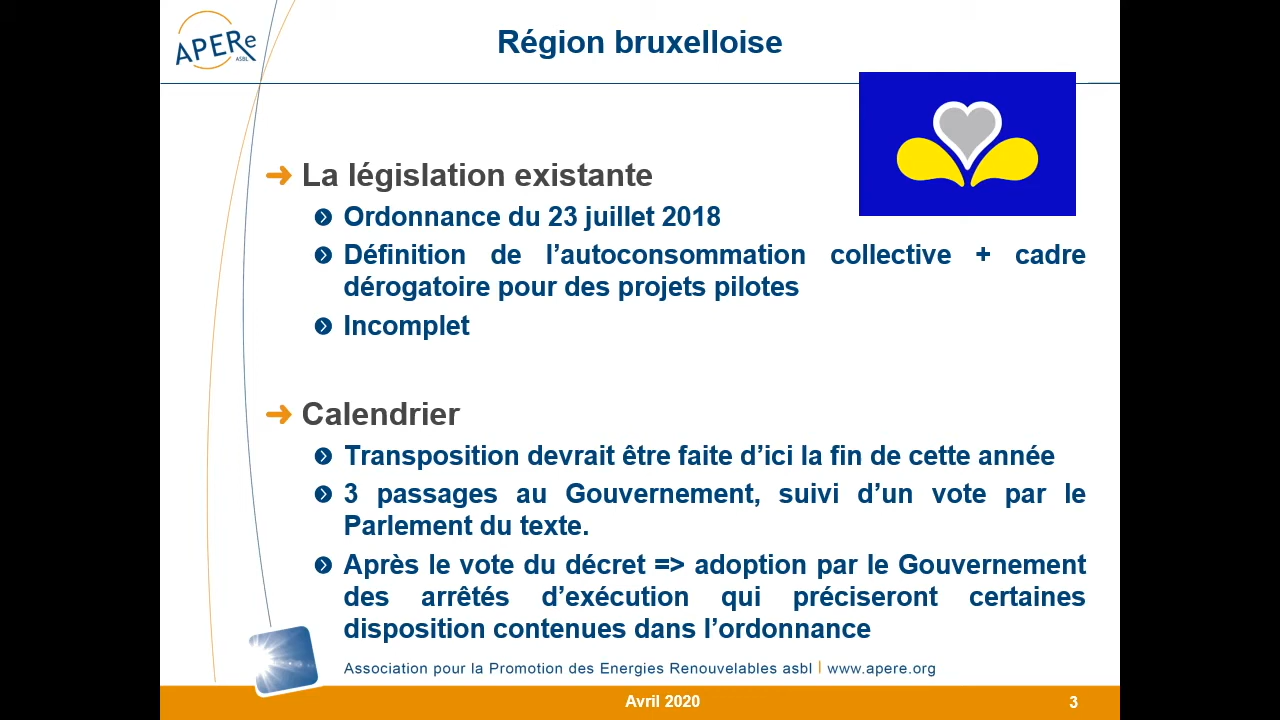 APERe
ASBL
Région bruxelloise
La législation existante
Ordonnance du 23 juillet 2018
Définition de l’autoconsommation collective + cadre
dérogatoire pour des projets pilotes
Incomplet
Calendrier
Transposition devrait être faite d’ici la fin de cette année
3 passages au Gouvernement, suivi d’un vote par le
Parlement du texte.
Après le vote du décret => adoption par le Gouvernement
des arrêtés d’exécution qui préciseront certaines
disposition contenues dans l’ordonnance
Association pour la Promotion des Energies Renouvelables asbl | www.apere.org
Avril 2020
3